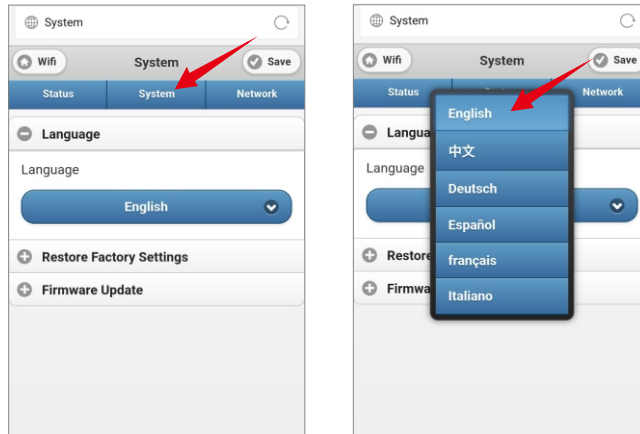 System
Wifi System Save
Status System Network
Language
Language
English
Restore Factory Settings
Firmware Update
System
Wifi System Save
Status Network
Langua
Language
English
中文
Deutsch
Español
français
Italiano
Restore
Firmwa